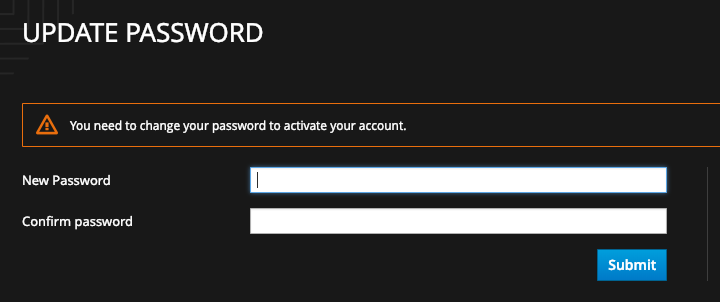 UPDATE PASSWORD
You need to change your password to activate your account.
New Password
Confirm password
Submit